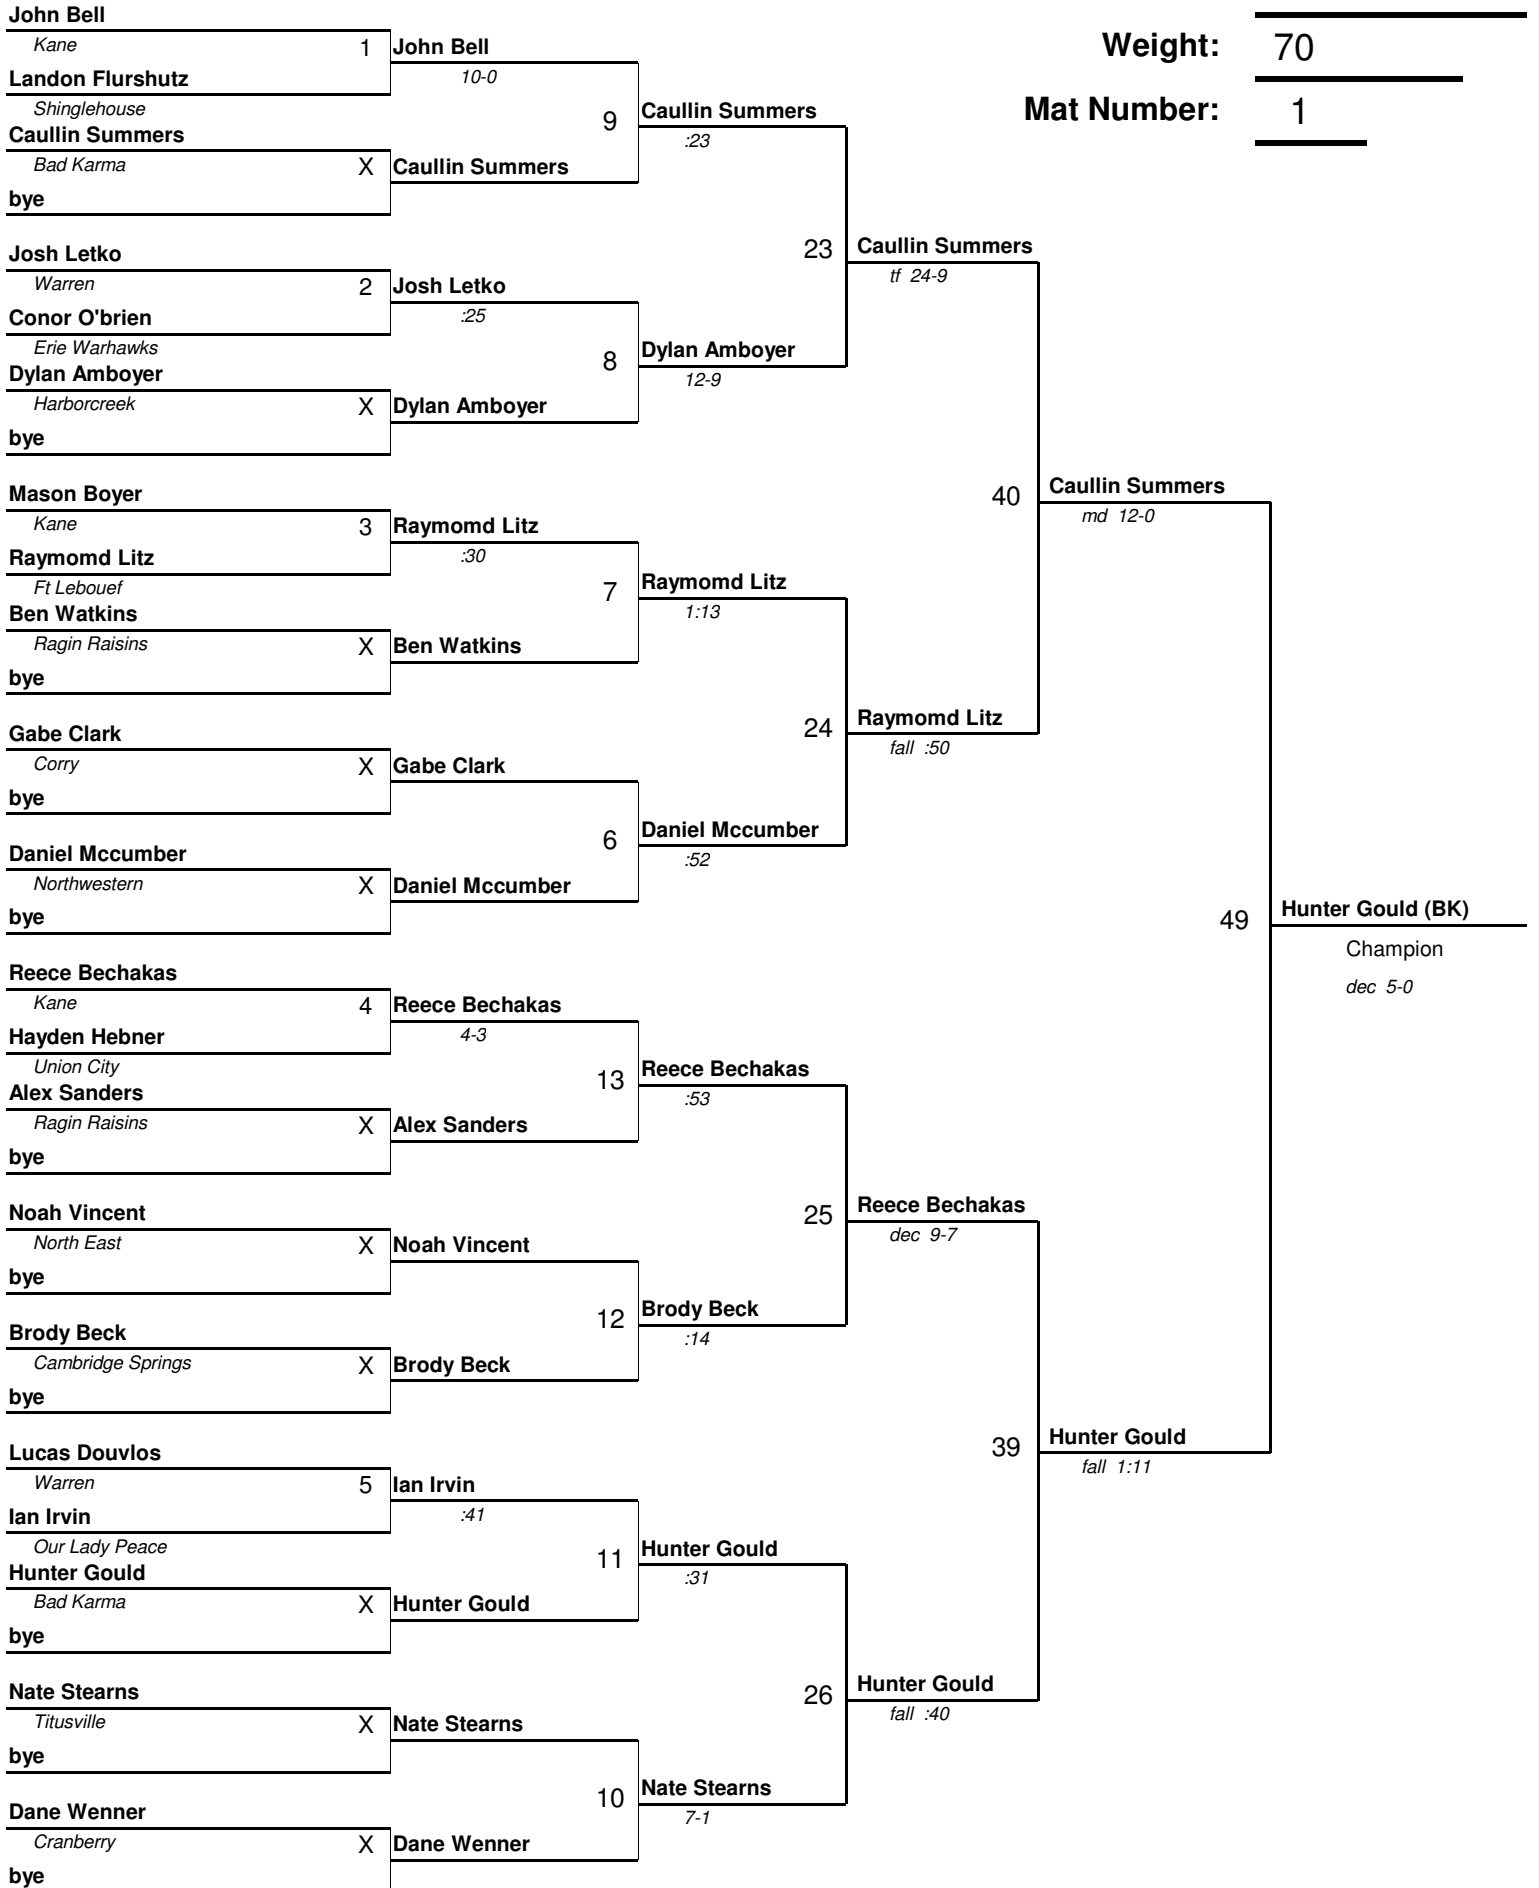 Weight: 70
Mat Number: 1
John Bell
Kane
1
Landon Flurshutz
Shinglehouse
Caullin Summers
Bad Karma
X
bye
Josh Letko
Warren
2
Conor O'brien
Erie Warhawks
Dylan Amboyer
Harborcreek
X
bye
Mason Boyer
Kane
3
Raymomd Litz
Ft Lebouef
Ben Watkins
Ragin Raisins
X
bye
Gabe Clark
Corry
X
bye
Daniel Mccumber
Northwestern
X
bye
Reece Bechakas
Kane
4
Hayden Hebner
Union City
Alex Sanders
Ragin Raisins
X
bye
Noah Vincent
North East
X
bye
Brody Beck
Cambridge Springs
X
bye
Lucas Douvlos
Warren
5
Ian Irvin
Our Lady Peace
Hunter Gould
Bad Karma
X
bye
Nate Stearns
Titusville
X
bye
Dane Wenner
Cranberry
X
bye
John Bell
10-0
9
Caullin Summers
Josh Letko
:25
8
Dylan Amboyer
Raymomd Litz
:30
7
Ben Watkins
Gabe Clark
6
Daniel Mccumber
Reece Bechakas
4-3
13
Alex Sanders
Noah Vincent
12
Brody Beck
Ian Irvin
:41
11
Hunter Gould
Nate Stearns
10
Dane Wenner
Caullin Summers
:23
23
Dylan Amboyer
12-9
Raymomd Litz
1:13
24
Daniel Mccumber
:52
Reece Bechakas
:53
25
Brody Beck
:14
Hunter Gould
:31
26
Nate Stearns
7-1
Caullin Summers
tf 24-9
40
Raymomd Litz
fall :50
Reece Bechakas
dec 9-7
39
Hunter Gould
fall :40
Caullin Summers
md 12-0
49
Hunter Gould
fall 1:11
Hunter Gould (BK)
Champion
dec 5-0